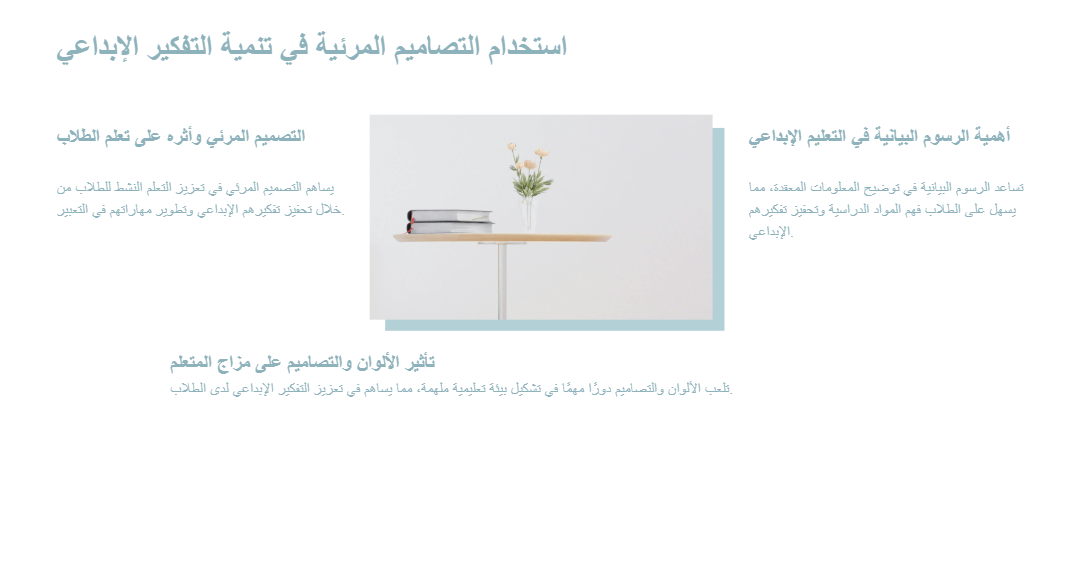 استخدام التصاميم المرئية في تنمية التفكير الإبداعي
أهمية الرسوم البيانية في التعليم الإبداعي
تساعد الرسوم البيانية في توضيح المعلومات المعقدة، مما
يسهل على الطلاب فهم المواد الدراسية وتحفيز تفكيرهم
الإبداعي.
التصميم المرئي وأثره على تعلم الطلاب
يساهم التصميم المرئي في تعزيز التعلم النشط للطلاب من
خلال تحفيز تفكيرهم الإبداعي وتطوير مهاراتهم في التعبير.
تأثير الألوان والتصاميم على مزاج المتعلم
تلعب الألوان والتصاميم دورًا مهمًا في تشكيل بيئة تعليمية ملهمة، مما يساهم في تعزيز التفكير الإبداعي لدى الطلاب.